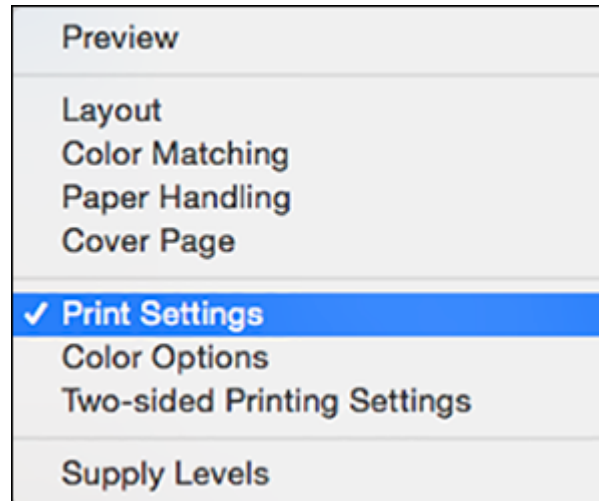 Preview
Layout
Color Matching
Paper Handling
Cover Page
Print Settings
Color Options
Two-sided Printing Settings
Supply Levels